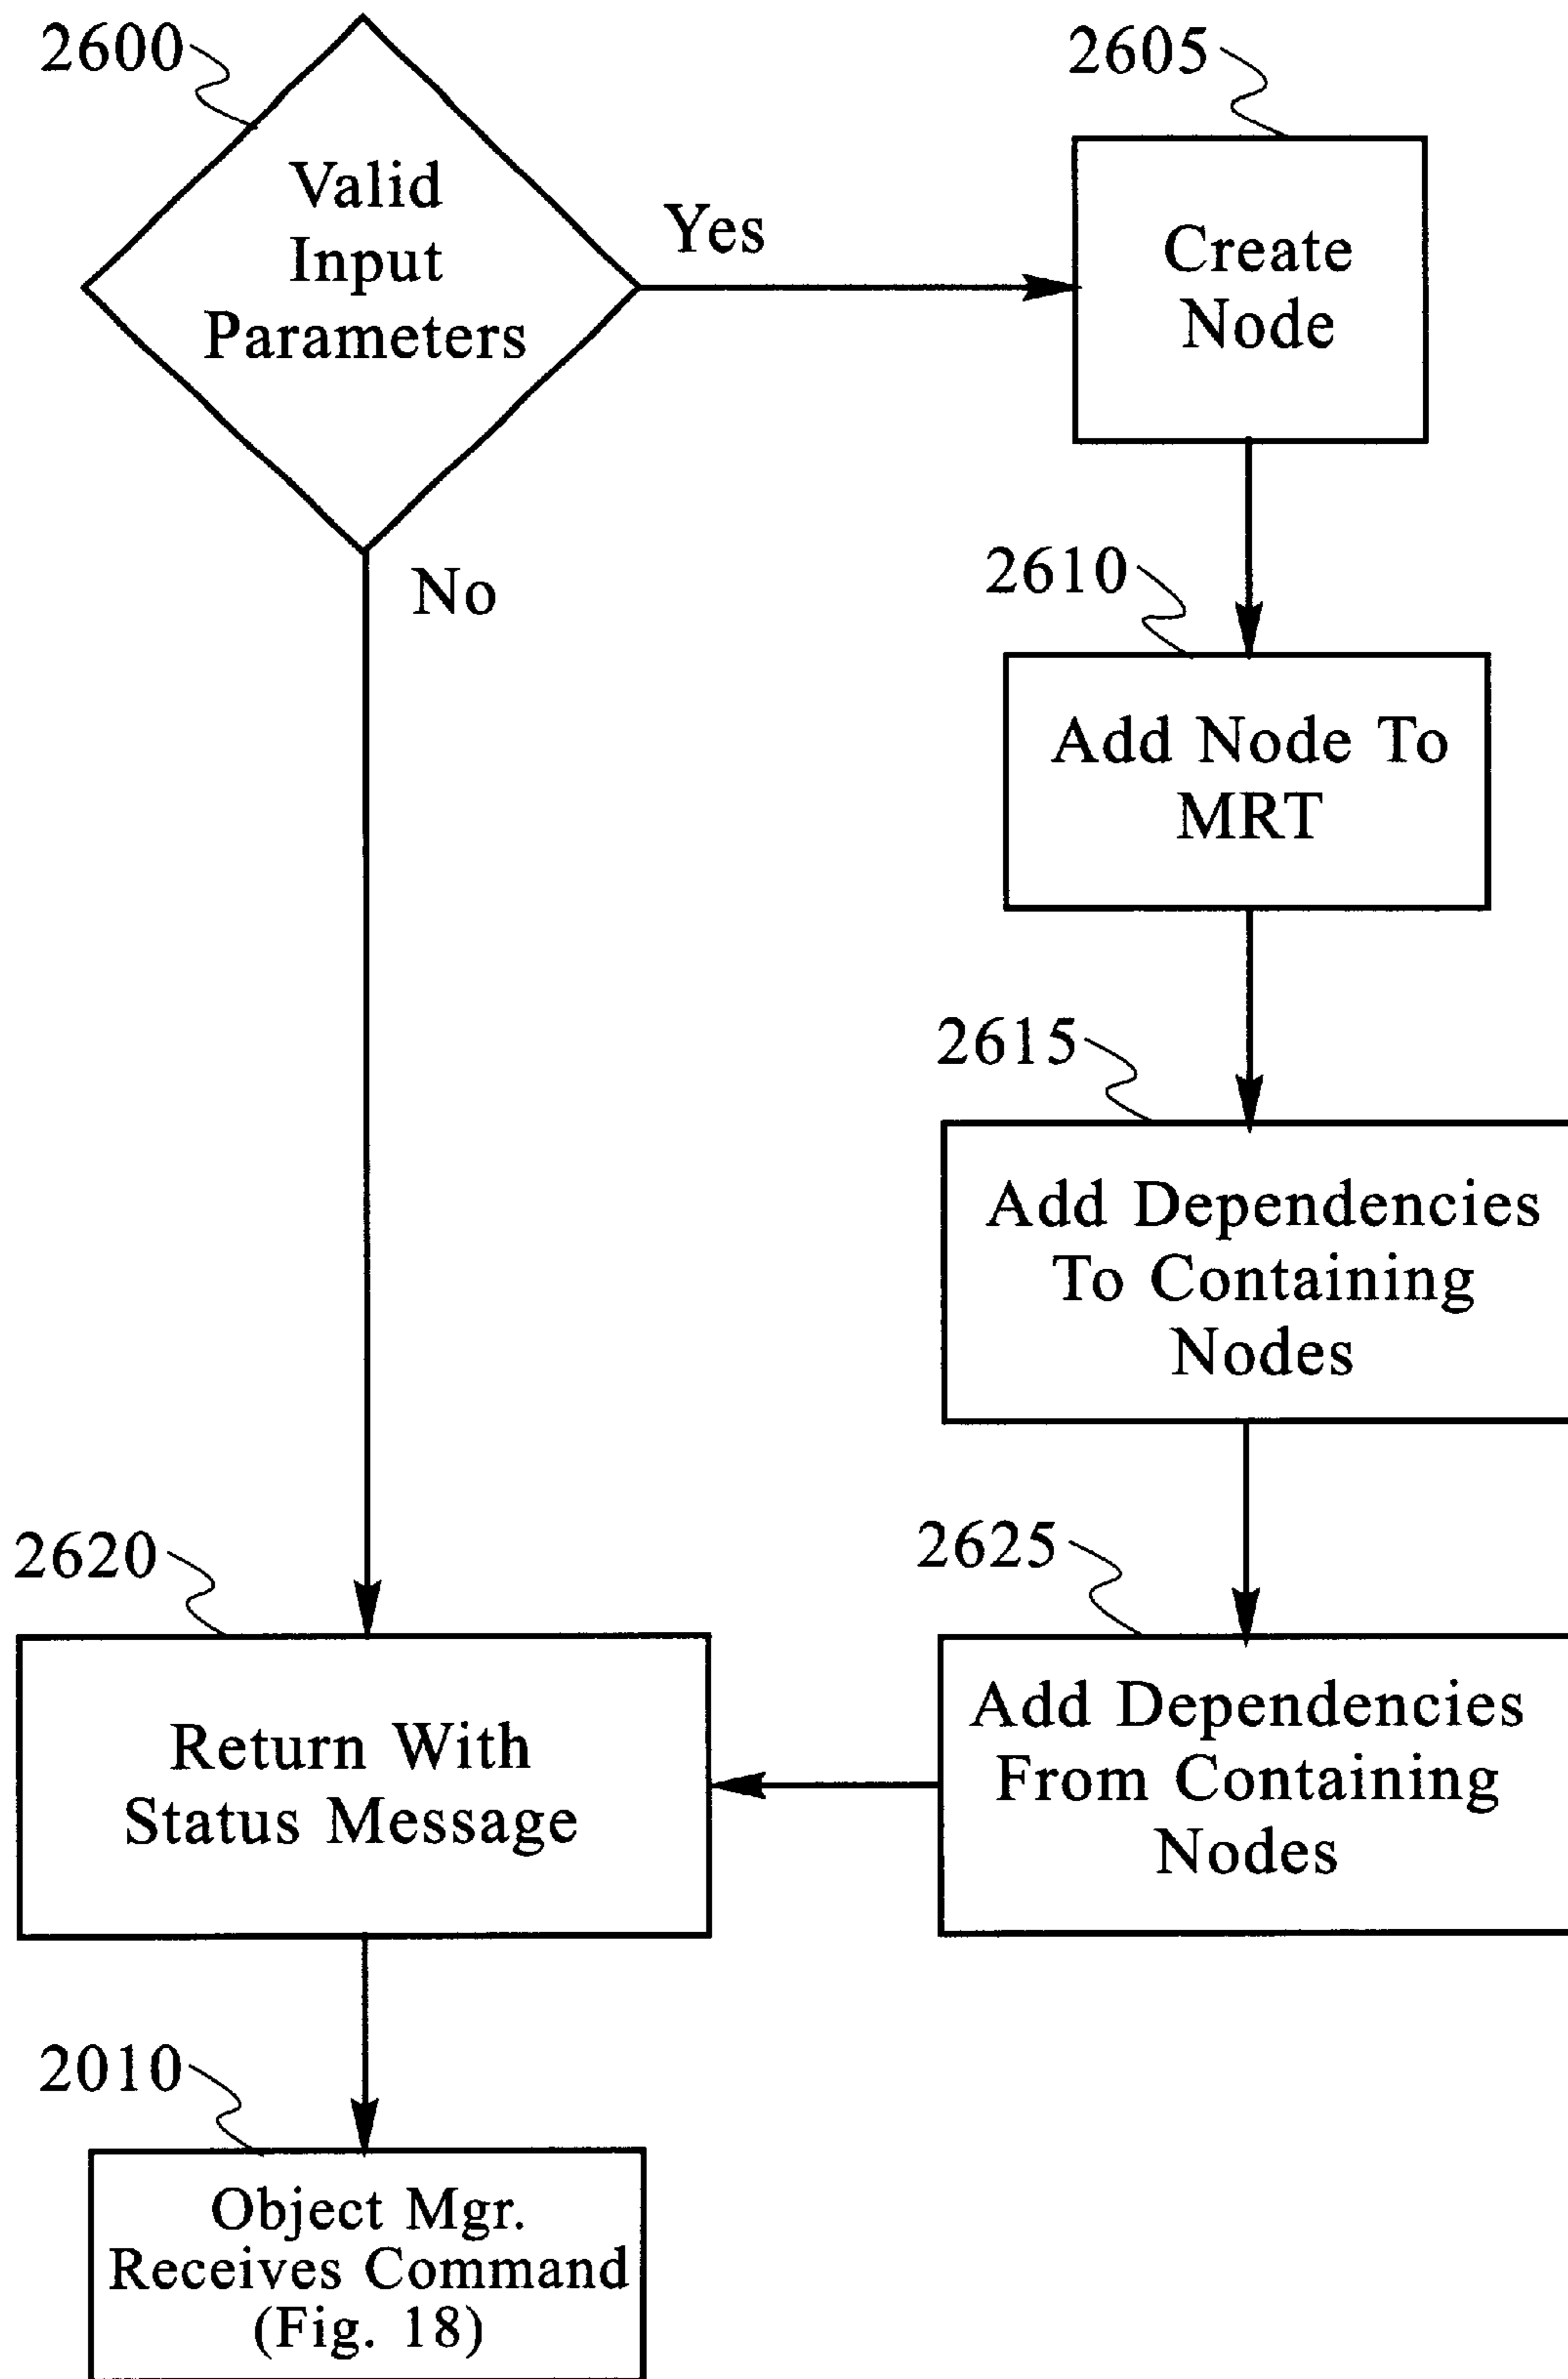 2600
Valid
Input
Parameters
Yes
No
2605
Create
Node
2610
Add Node To
MRT
2615
Add Dependencies
To Containing
Nodes
2625
Add Dependencies
From Containing
Nodes
2620
Return With
Status Message
2010
Object Mgr.
Receives Command
(Fig. 18)